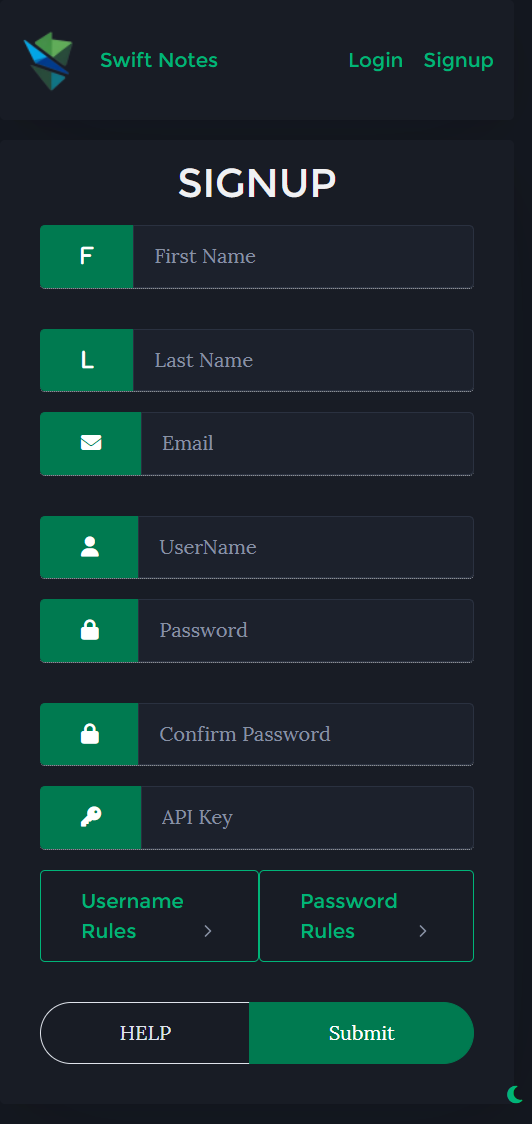 Swift Notes Login Signup
SIGNUP
F First Name
L Last Name
Email
UserName
Password
Confirm Password
API Key
Username Rules
Password Rules
HELP Submit